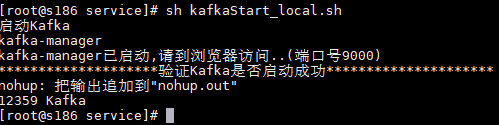 [root@s186 service]# sh kafkaStart_local.sh
启动Kafka
kafka-manager
kafka-manager已启动,请到浏览器访问..(端口号9000)
********************验证Kafka是否启动成功*********************
nohup: 把输出追加到"nohup.out"
12359 Kafka
[root@s186 service]#